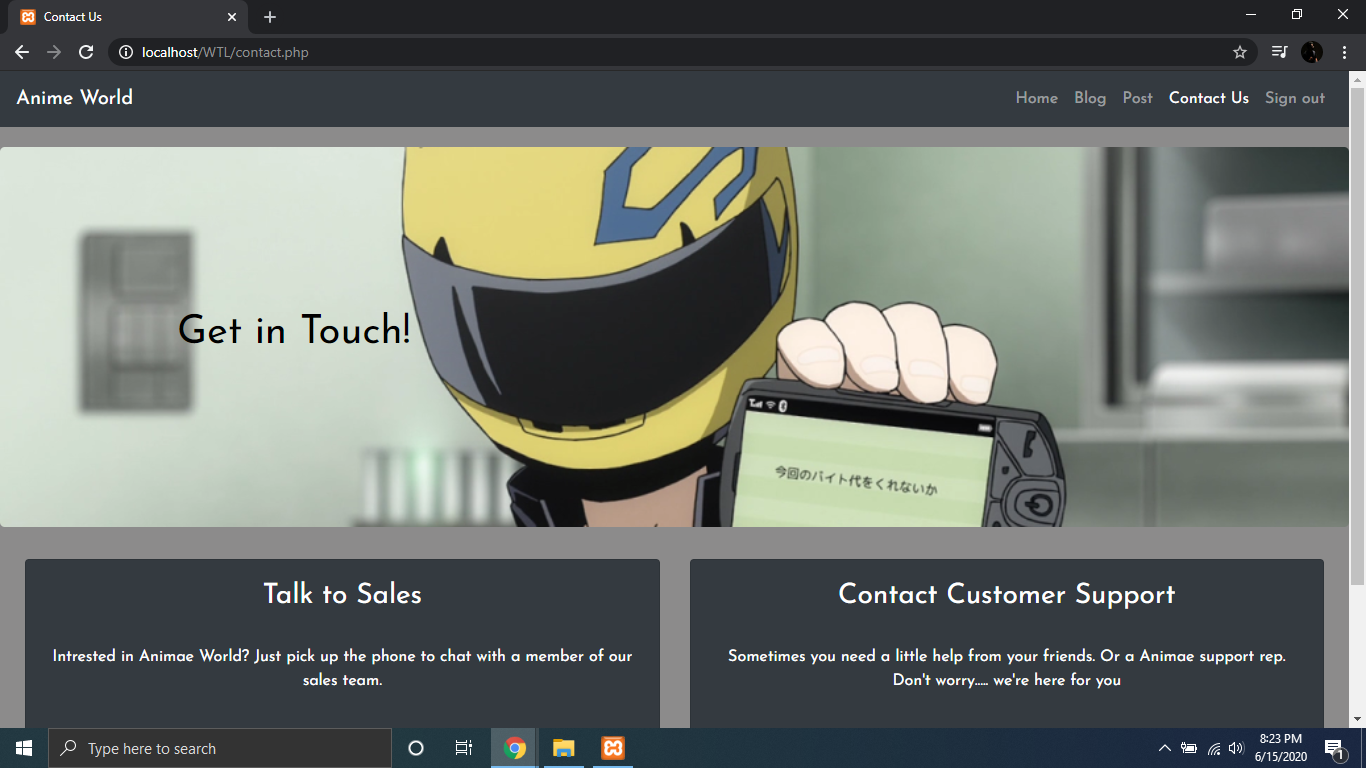 Contact Us
localhost/WTL/contact.php
Anime World
Home Blog Post Contact Us Sign out
Get in Touch!
今回のバイト代をくれないか
Talk to Sales
Intrested in Animae World? Just pick up the phone to chat with a member of our
sales team.
Contact Customer Support
Sometimes you need a little help from your friends. Or a Animae support rep.
Don't worry..... we're here for you
Type here to search
8:23 PM
6/15/2020
1